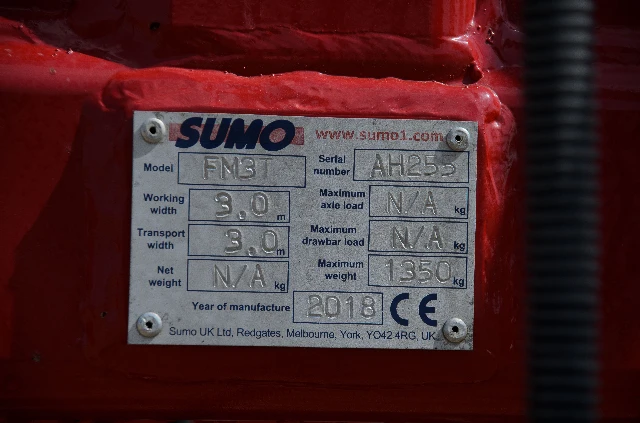 SUMO www.sumo1.com
Model FM3T Serial number AH255
Working width 3.0 m Maximum axle load N/A kg
Transport width 3.0 m Maximum drawbar load N/A kg
Net weight N/A kg Maximum weight 1350 kg
Year of manufacture 2018 CE
Sumo UK Ltd, Redgates, Melbourne, York, YO42 4RG, UK